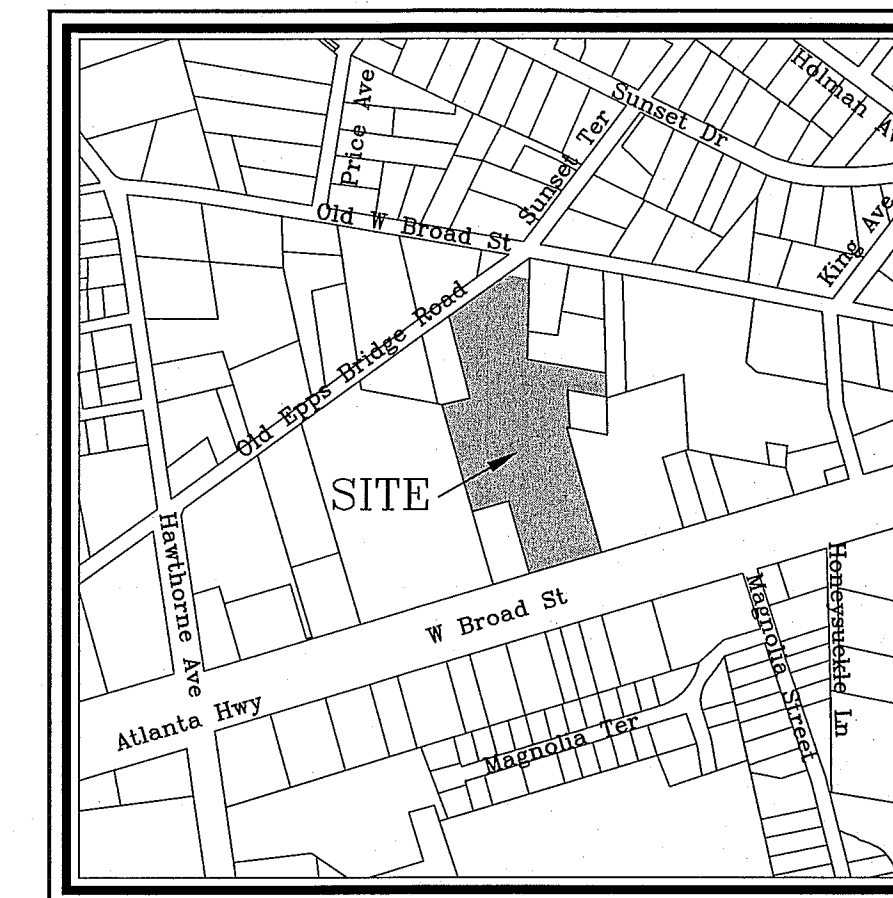 Holman
Sunset Dr
Price Ave
Sunset Ter
Old W Broad St
King Ave
Old Epps Bridge Road
SITE
Hawthorne Ave
W Broad St
Magnolia Street
Honeysuckle Ln
Atlanta Hwy
Magnolia Ter